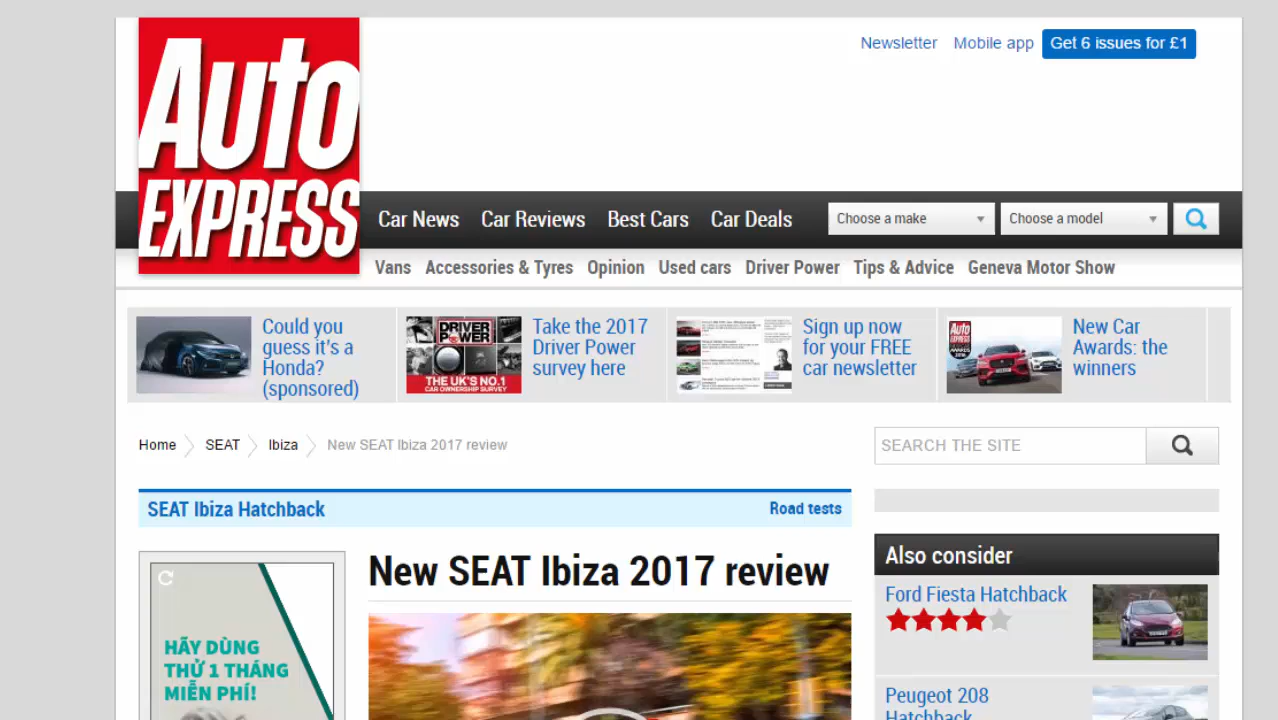 Auto
EXPRESS
Newsletter Mobile app Get 6 issues for £1
Car News Car Reviews Best Cars Car Deals Choose a make Choose a model
Vans Accessories & Tyres Opinion Used cars Driver Power Tips & Advice Geneva Motor Show
Could you
guess it's a
Honda?
(sponsored)
DRIVER
POWER
THE UK'S NO.1
CAR OWNERSHIP SURVEY
Take the 2017
Driver Power
survey here
Sign up now
for your FREE
car newsletter
Auto
EXPRESS
New Car
Awards: the
winners
Home SEAT Ibiza New SEAT Ibiza 2017 review
SEARCH THE SITE
SEAT Ibiza Hatchback Road tests
New SEAT Ibiza 2017 review
HÃY DÙNG
THỬ 1 THÁNG
MIỄN PHÍ!
Also consider
Ford Fiesta Hatchback
Peugeot 208
Hatchback